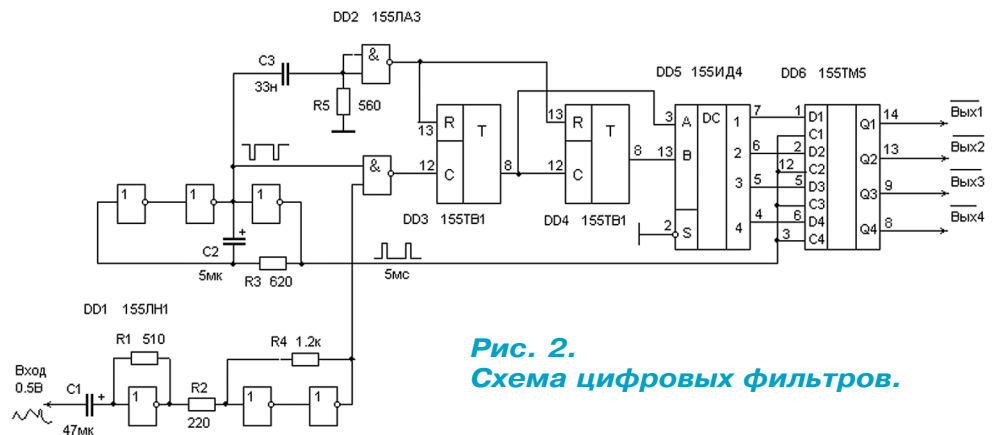 DD2 155ЛА3
C3
33н
&
R5 560
DD5 155ИД4
DD6 155ТМ5
13
R
T
C
12
8
DD3 155ТВ1
&
13
R
T
C
12
8
DD4 155ТВ1
3
A
DC
13
B
2
S
1
2
3
4
7
6
5
4
1
2
12
5
6
3
D1
C1
D2
C2
D3
C3
D4
C4
Q1
Q2
Q3
Q4
14
13
9
8
Вых1
Вых2
Вых3
Вых4
1
1
1
C2
+
5мк
R3 620
5мс
DD1 155ЛН1
R1 510
R4 1.2к
Вход
0.5В
C1
+
47мк
1
R2
220
1
1
Рис. 2.
Схема цифровых фильтров.